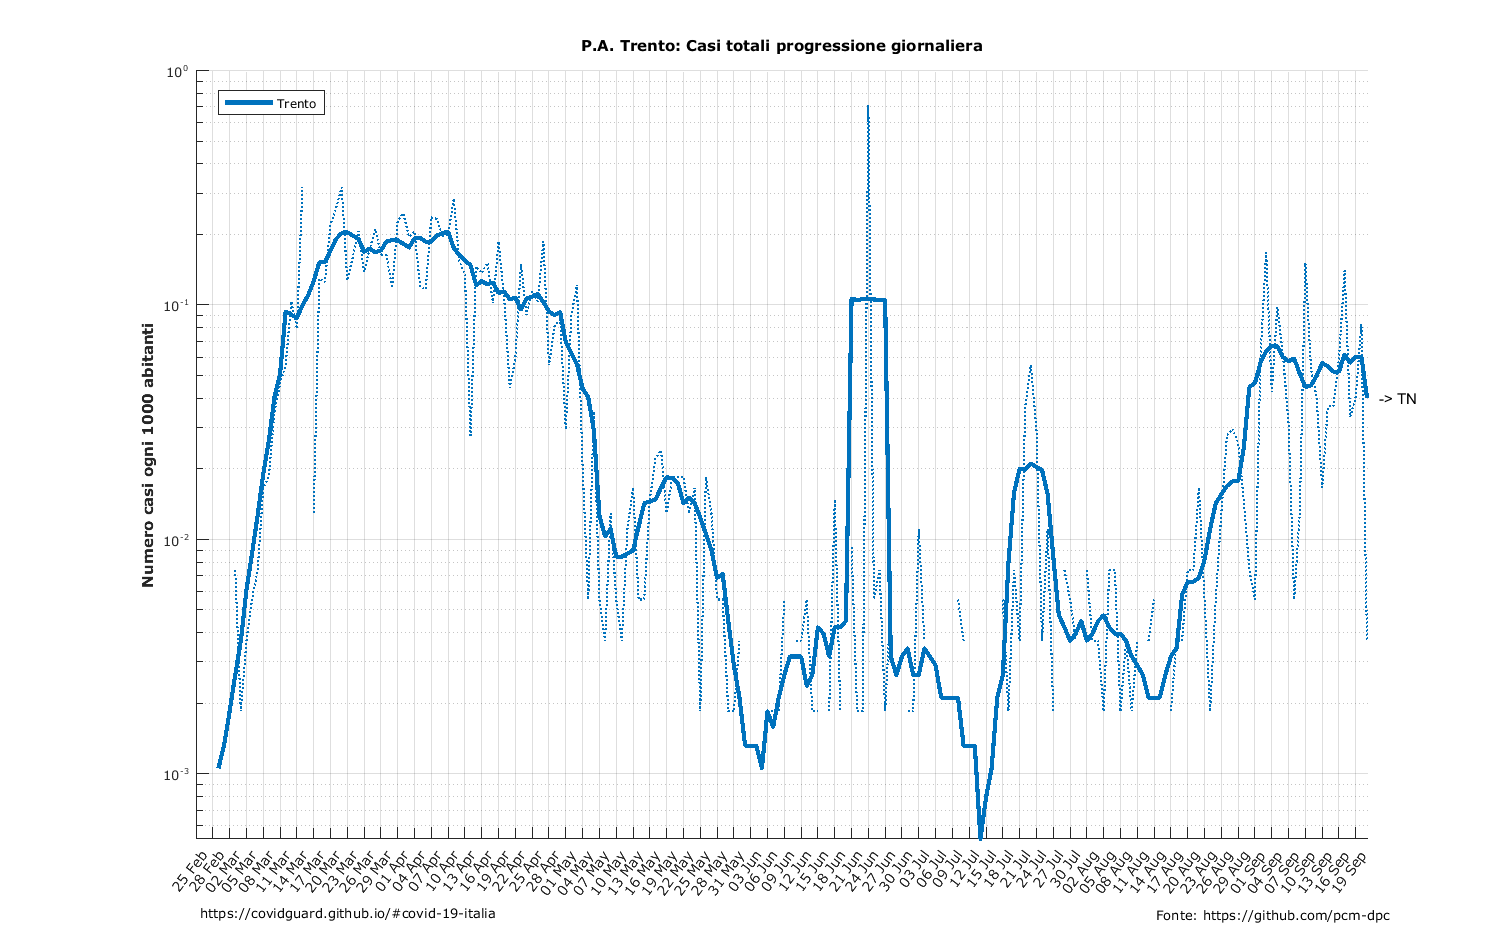 P.A. Trento: Casi totali progressione giornaliera
10^0
Trento
10^-1
Numero casi ogni 1000 abitanti
-> TN
10^-2
10^-3
25 Feb
28 Feb
02 Mar
05 Mar
08 Mar
11 Mar
14 Mar
17 Mar
20 Mar
23 Mar
26 Mar
29 Mar
01 Apr
04 Apr
07 Apr
10 Apr
13 Apr
16 Apr
19 Apr
22 Apr
25 Apr
28 Apr
01 May
04 May
07 May
10 May
13 May
16 May
19 May
22 May
25 May
28 May
31 May
03 Jun
06 Jun
09 Jun
12 Jun
15 Jun
18 Jun
21 Jun
24 Jun
27 Jun
30 Jun
03 Jul
06 Jul
09 Jul
12 Jul
15 Jul
18 Jul
21 Jul
24 Jul
27 Jul
30 Jul
02 Aug
05 Aug
08 Aug
11 Aug
14 Aug
17 Aug
20 Aug
23 Aug
26 Aug
29 Aug
01 Sep
04 Sep
07 Sep
10 Sep
13 Sep
16 Sep
19 Sep
https://covidguard.github.io/#covid-19-italia
Fonte: https://github.com/pcm-dpc